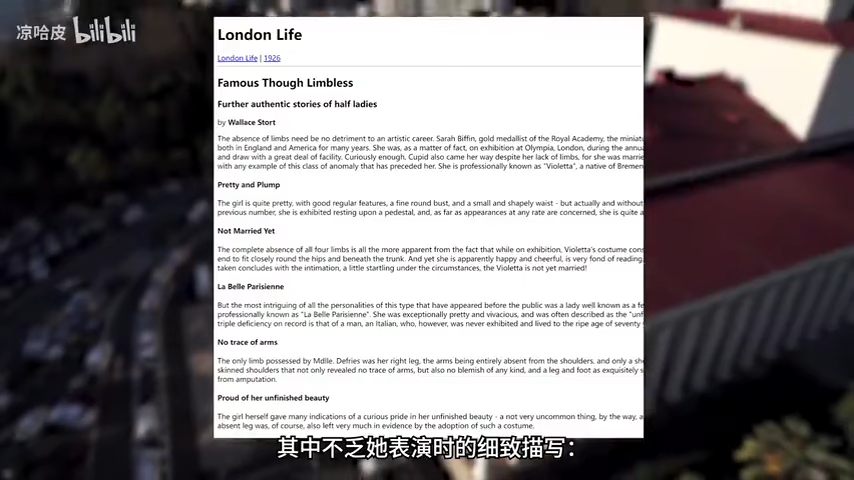 凉哈皮 bilibili
London Life
London Life | 1926
Famous Though Limbless
Further authentic stories of half ladies
by Wallace Stort
The absence of limbs need be no detriment to an artistic career. Sarah Biffin, gold medallist of the Royal Academy, the miniatu
both in England and America for many years. She was, as a matter of fact, on exhibition at Olympia, London, during the annua
and draw with a great deal of facility. Curiously enough, Cupid also came her way despite her lack of limbs, for she was marrie
with any example of this class of anomaly that has preceded her. She is professionally known as "Violetta", a native of Bremen
Pretty and Plump
The girl is quite pretty, with good regular features, a fine round bust, and a small and shapely waist - but actually and without
previous number, she is exhibited resting upon a pedestal, and, as far as appearances at any rate are concerned, she is quite a
Not Married Yet
The complete absence of all four limbs is all the more apparent from the fact that while on exhibition, Violetta's costume cons
end to fit closely round the hips and beneath the trunk. And yet she is apparently happy and cheerful, is very fond of reading,
taken concludes with the intimation, a little startling under the circumstances, the Violetta is not yet married!
La Belle Parisienne
But the most intriguing of all the personalities of this type that have appeared before the public was a lady well known as a fe
professionally known as "La Belle Parisienne". She was exceptionally pretty and vivacious, and was often described as the "unf
triple deficiency on record is that of a man, an Italian, who, however, was never exhibited and lived to the ripe age of seventy
No trace of arms
The only limb possessed by Mdlle. Defries was her right leg, the arms being entirely absent from the shoulders, and only a sh
skinned shoulders that not only revealed no trace of arms, but also no blemish of any kind, and a leg and foot as exquisitely s
from amputation.
Proud of her unfinished beauty
The girl herself gave many indications of a curious pride in her unfinished beauty - a not very uncommon thing, by the way, a
absent leg was, of course, also left very much in evidence by the adoption of such a costume.
其中不乏她表演时的细致描写：